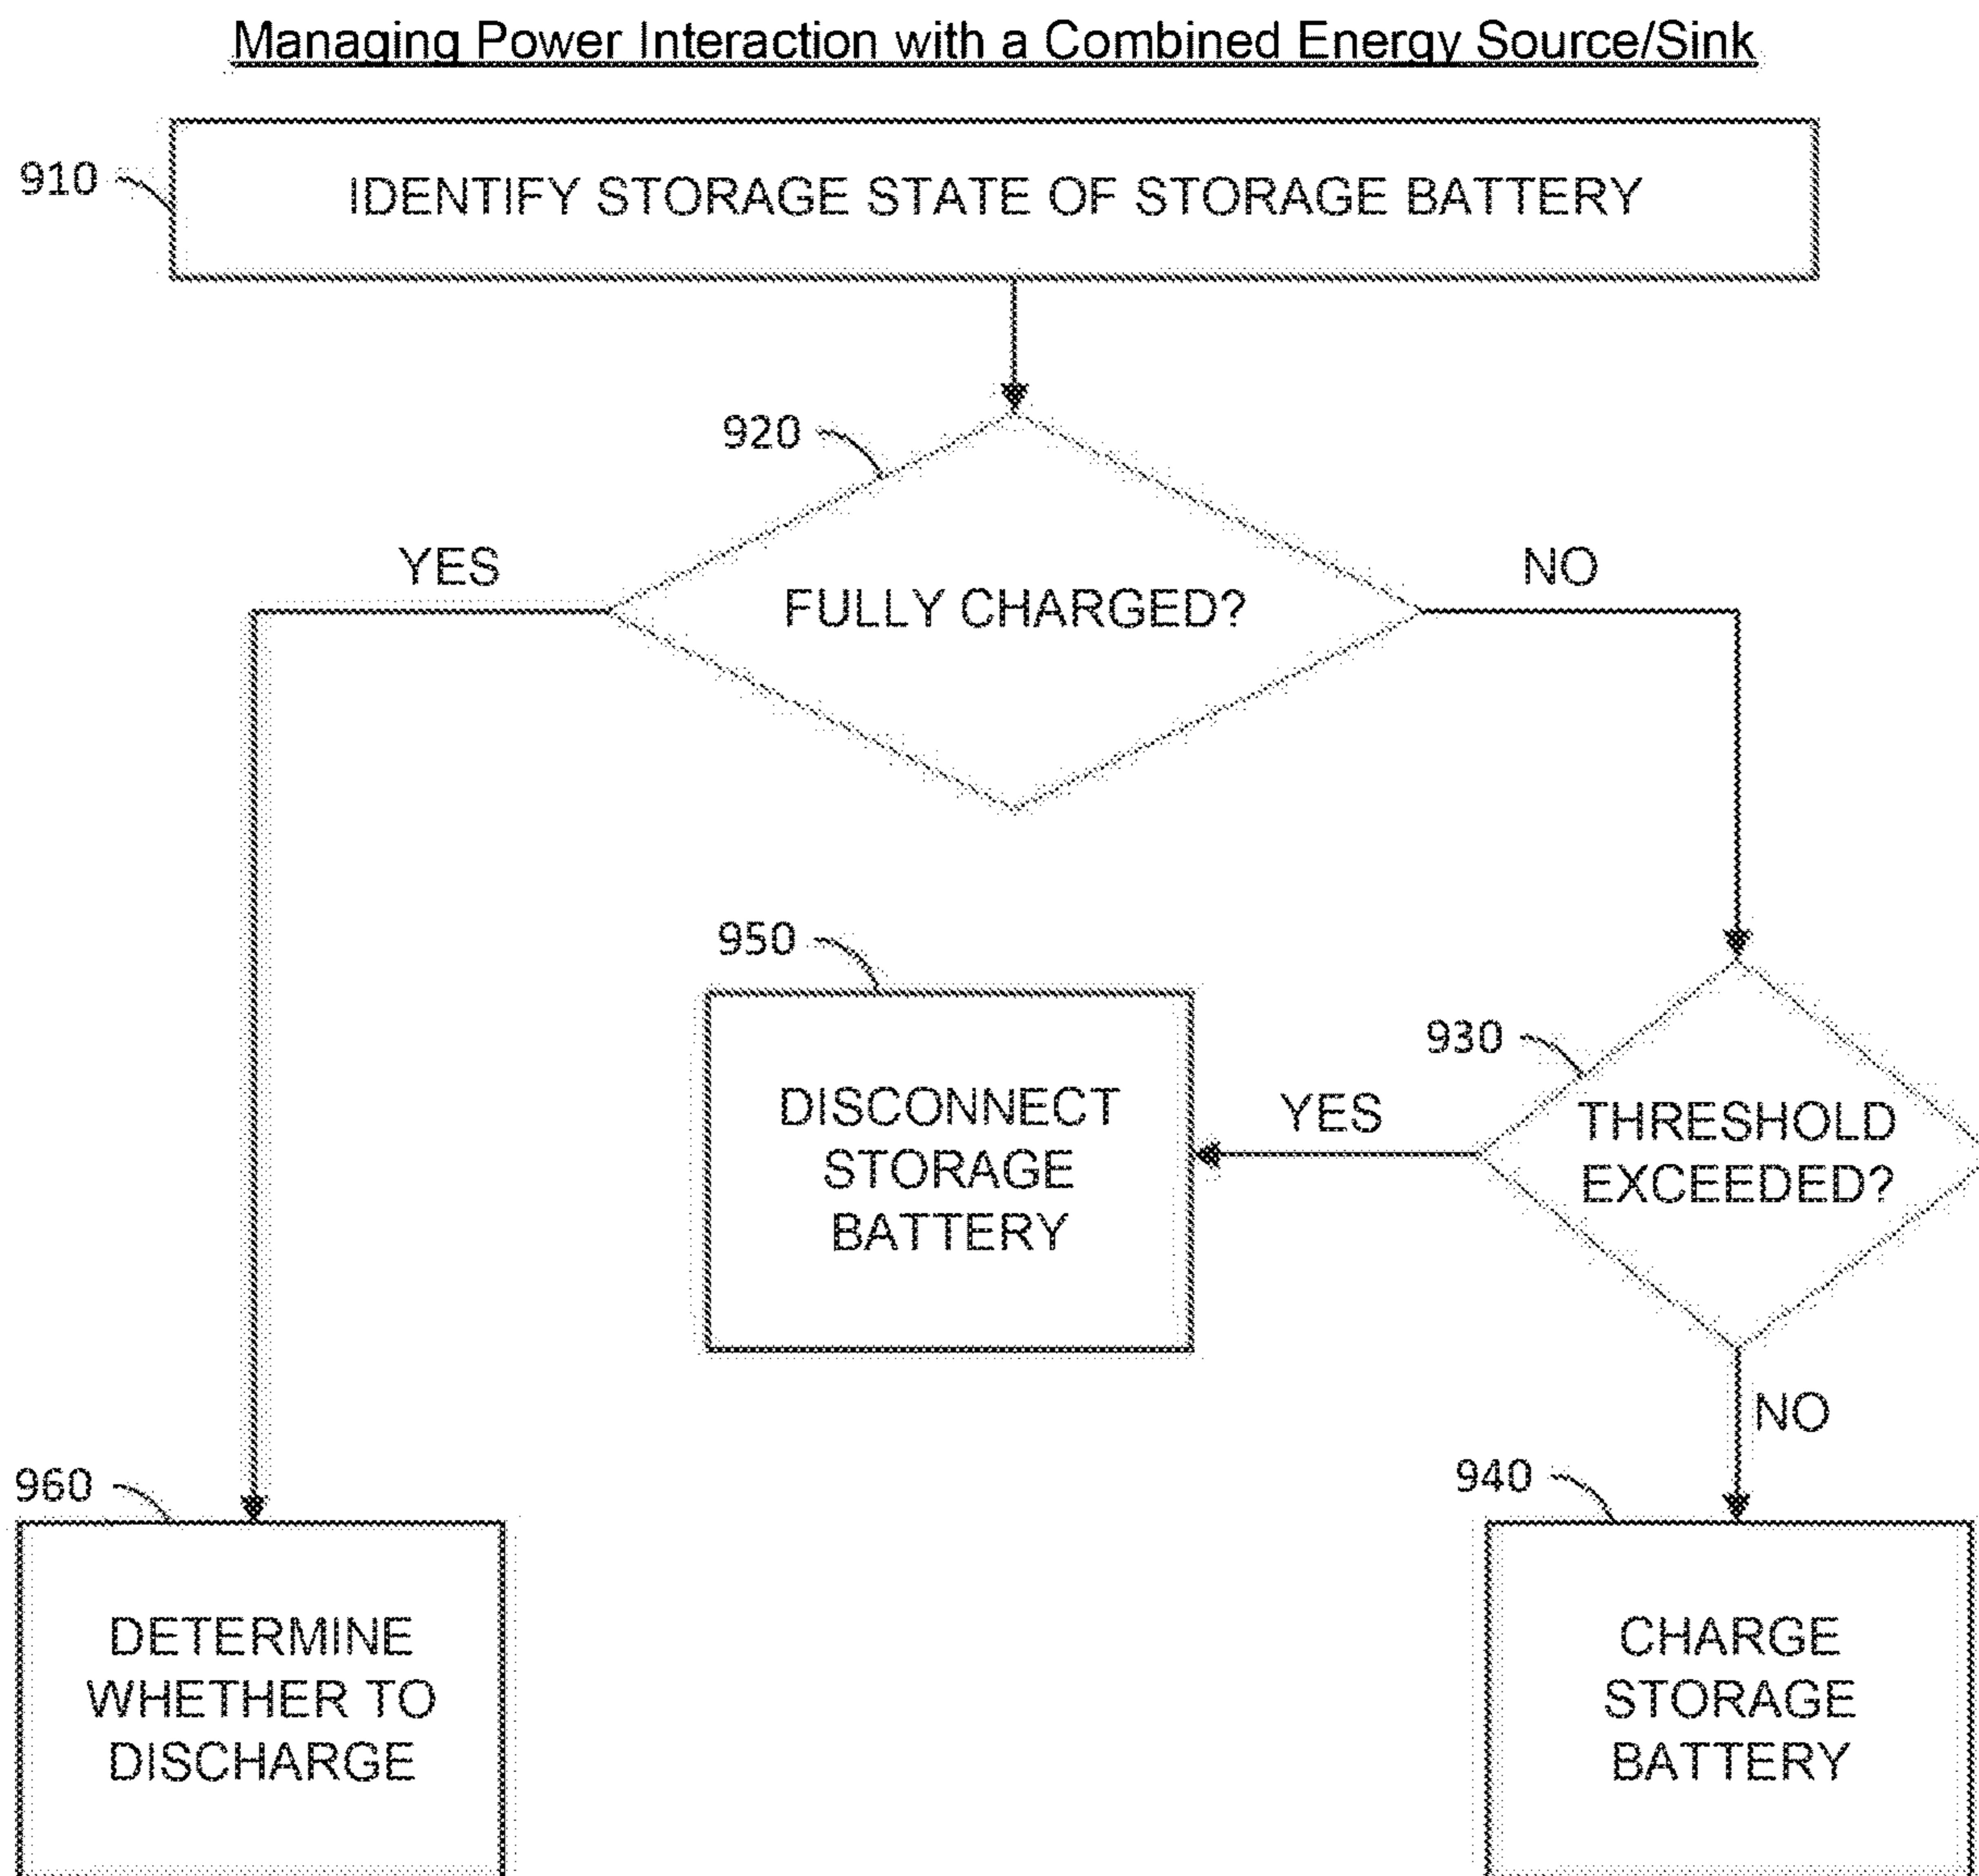 Managing Power Interaction with a Combined Energy Source/Sink
910
IDENTIFY STORAGE STATE OF STORAGE BATTERY
920
YES
FULLY CHARGED?
NO
950
DISCONNECT
STORAGE
BATTERY
930
YES
THRESHOLD
EXCEEDED?
NO
960
DETERMINE
WHETHER TO
DISCHARGE
940
CHARGE
STORAGE
BATTERY